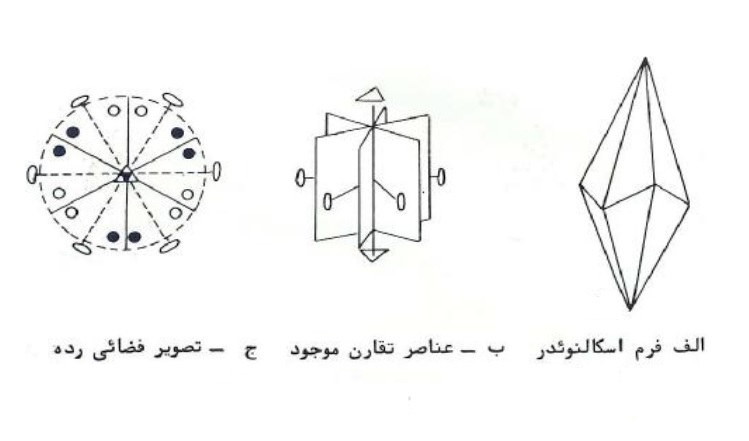 الف فرم اسکالنوئدر
ب – عناصر تقارن موجود
ج – تصویر فضائی رده